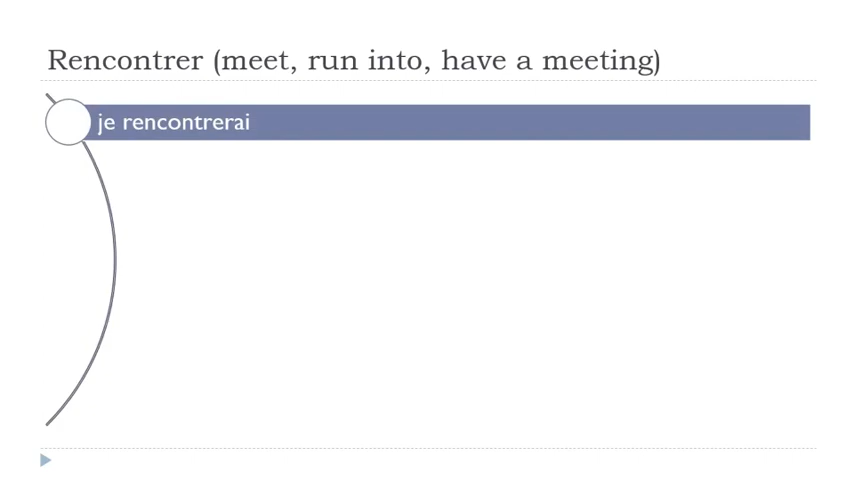 Rencontrer (meet, run into, have a meeting)
je rencontrerai